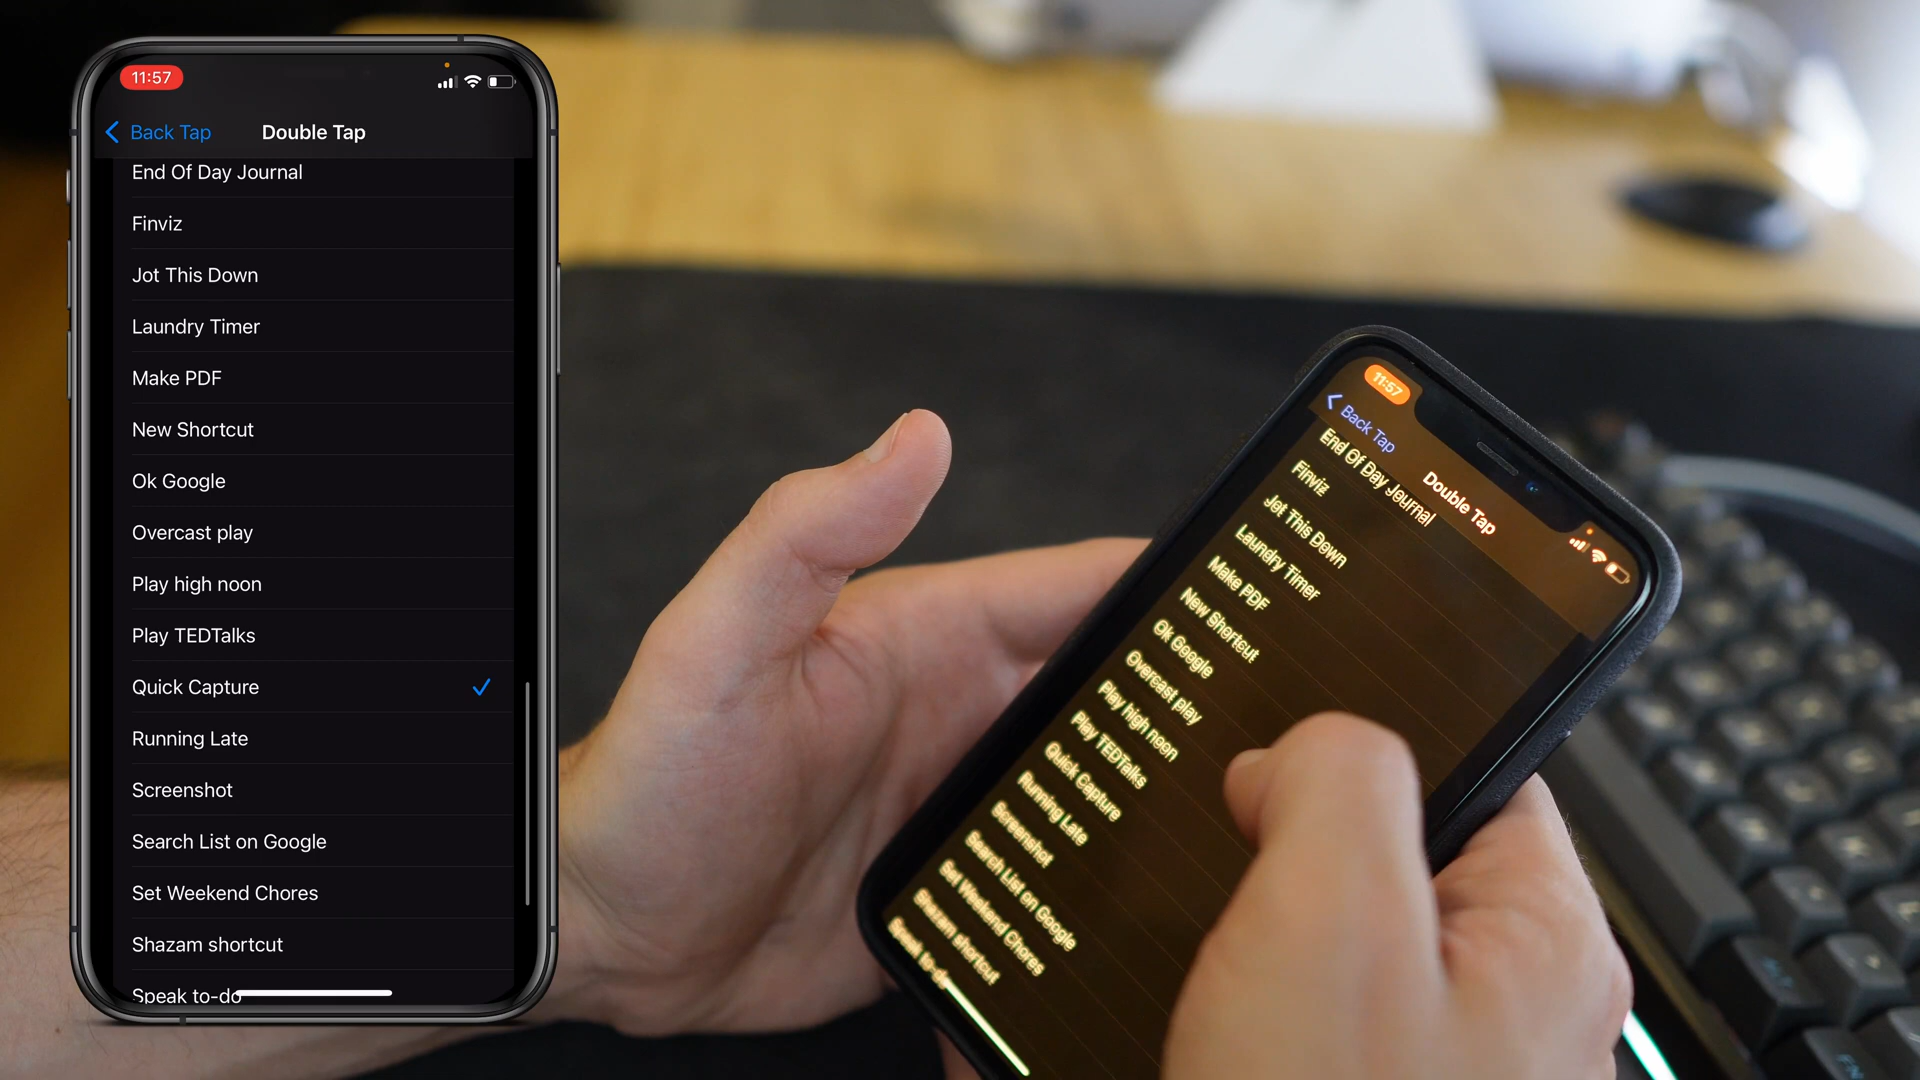 11:57
Back Tap
Double Tap
End Of Day Journal
Finviz
Jot This Down
Laundry Timer
Make PDF
New Shortcut
Ok Google
Overcast play
Play high noon
Play TEDTalks
Quick Capture
Running Late
Screenshot
Search List on Google
Set Weekend Chores
Shazam shortcut
Speak to-do
11:57
Back Tap
Double Tap
End Of Day Journal
Finviz
Jot This Down
Laundry Timer
Make PDF
New Shortcut
Ok Google
Overcast play
Play high noon
Play TEDTalks
Quick Capture
Running Late
Screenshot
Search List on Google
Set Weekend Chores
Shazam shortcut
Speak to-do